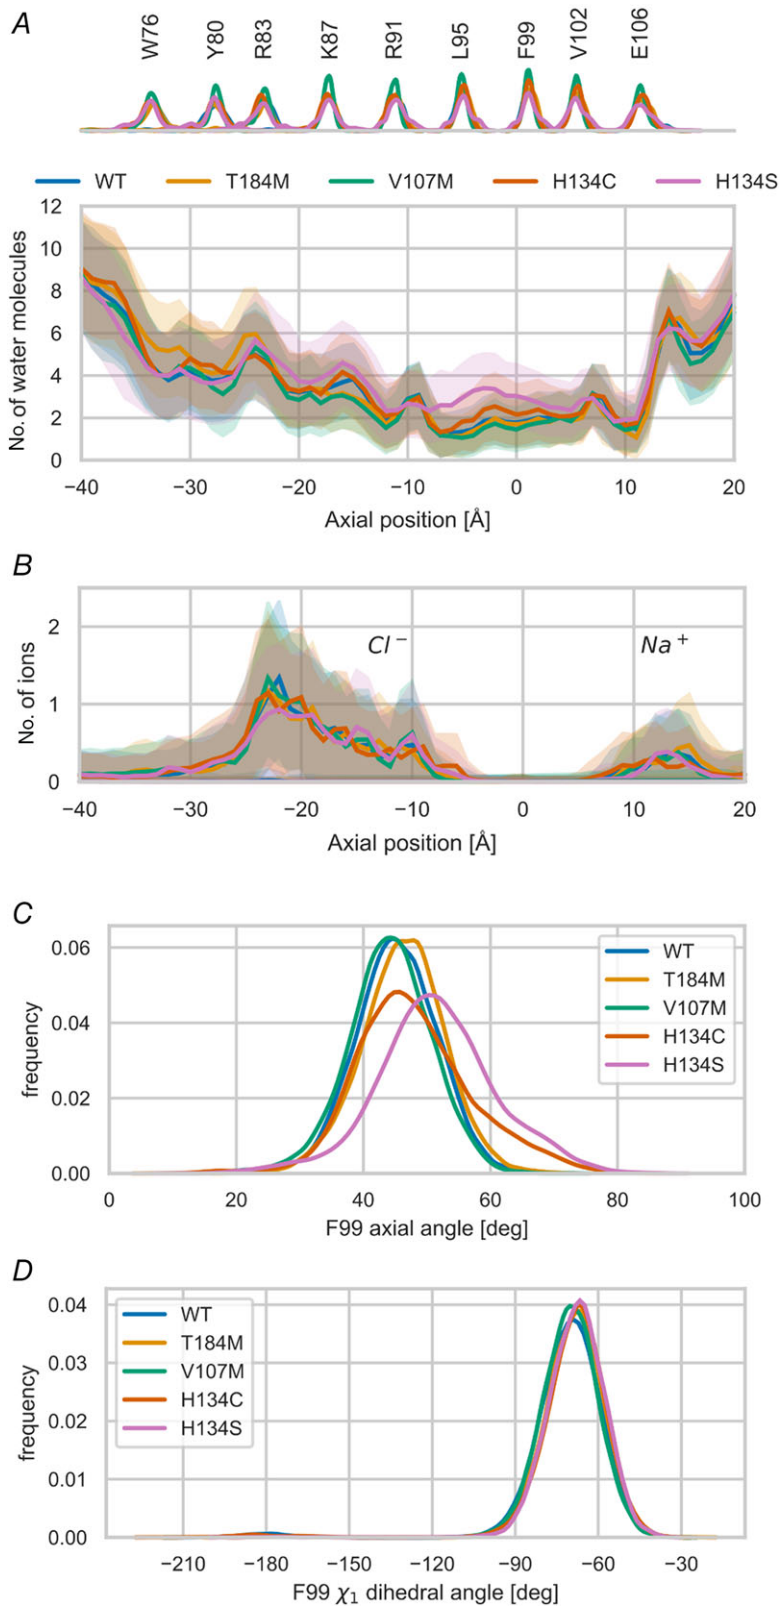 A
W76 Y80 R83 K87 R91 L95 F99 V102 E106
WT T184M V107M H134C H134S
No. of water molecules
12
10
8
6
4
2
0
−40 −30 −20 −10 0 10 20
Axial position [Å]
B
No. of ions
2
1
0
Cl⁻ Na⁺
−40 −30 −20 −10 0 10 20
Axial position [Å]
C
frequency
0.06
0.04
0.02
0.00
WT
T184M
V107M
H134C
H134S
0 20 40 60 80 100
F99 axial angle [deg]
D
frequency
0.04
0.03
0.02
0.01
0.00
WT
T184M
V107M
H134C
H134S
−210 −180 −150 −120 −90 −60 −30
F99 χ₁ dihedral angle [deg]